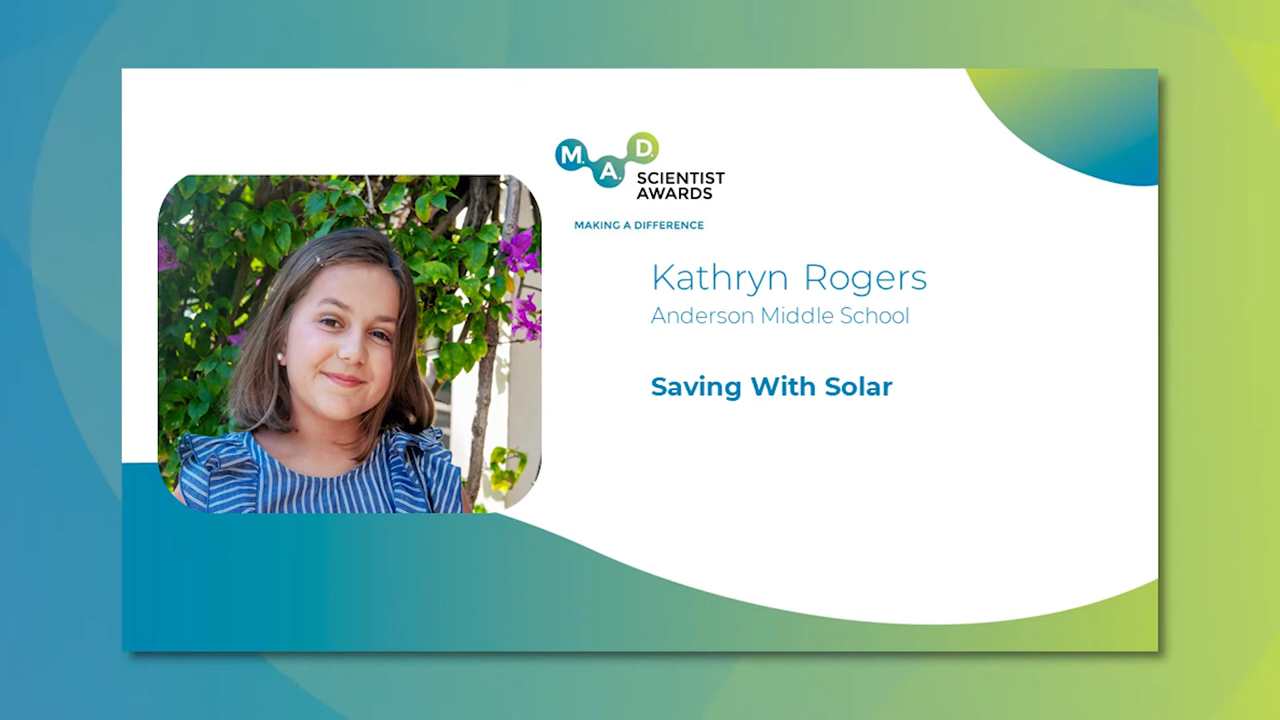 M. A. D.
SCIENTIST
AWARDS
MAKING A DIFFERENCE
Kathryn Rogers
Anderson Middle School
Saving With Solar